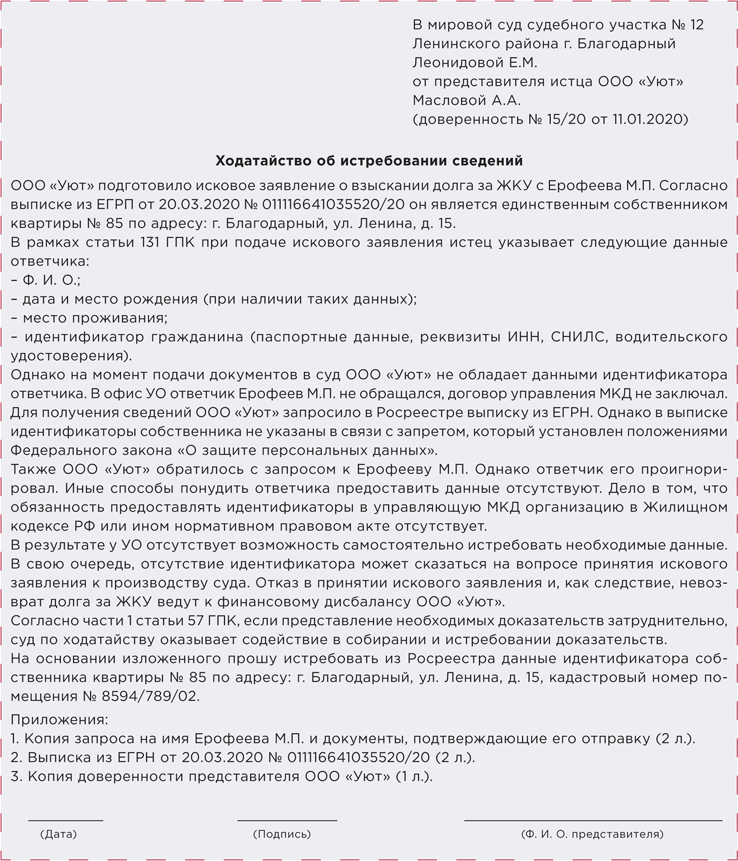 В мировой суд судебного участка № 12
Ленинского района г. Благодарный
Леонидовой Е.М.
от представителя истца ООО «Уют»
Масловой А.А.
(доверенность № 15/20 от 11.01.2020)
Ходатайство об истребовании сведений
ООО «Уют» подготовило исковое заявление о взыскании долга за ЖКУ с Ерофеева М.П. Согласно
выписке из ЕГРП от 20.03.2020 № 011116641035520/20 он является единственным собственником
квартиры № 85 по адресу: г. Благодарный, ул. Ленина, д. 15.
В рамках статьи 131 ГПК при подаче искового заявления истец указывает следующие данные
ответчика:
– Ф. И. О.;
– дата и место рождения (при наличии таких данных);
– место проживания;
– идентификатор гражданина (паспортные данные, реквизиты ИНН, СНИЛС, водительского
удостоверения).
Однако на момент подачи документов в суд ООО «Уют» не обладает данными идентификатора
ответчика. В офис УО ответчик Ерофеев М.П. не обращался, договор управления МКД не заключал.
Для получения сведений ООО «Уют» запросило в Росреестре выписку из ЕГРН. Однако в выписке
идентификаторы собственника не указаны в связи с запретом, который установлен положениями
Федерального закона «О защите персональных данных».
Также ООО «Уют» обратилось с запросом к Ерофееву М.П. Однако ответчик его проигнори-
ровал. Иные способы понудить ответчика предоставить данные отсутствуют. Дело в том, что
обязанность предоставлять идентификаторы в управляющую МКД организацию в Жилищном
кодексе РФ или ином нормативном правовом акте отсутствует.
В результате у УО отсутствует возможность самостоятельно истребовать необходимые данные.
В свою очередь, отсутствие идентификатора может сказаться на вопросе принятия искового
заявления к производству суда. Отказ в принятии искового заявления и, как следствие, невоз-
врат долга за ЖКУ ведут к финансовому дисбалансу ООО «Уют».
Согласно части 1 статьи 57 ГПК, если представление необходимых доказательств затруднительно,
суд по ходатайству оказывает содействие в собирании и истребовании доказательств.
На основании изложенного прошу истребовать из Росреестра данные идентификатора соб-
ственника квартиры № 85 по адресу: г. Благодарный, ул. Ленина, д. 15, кадастровый номер по-
мещения № 8594/789/02.
Приложения:
1. Копия запроса на имя Ерофеева М.П. и документы, подтверждающие его отправку (2 л.).
2. Выписка из ЕГРН от 20.03.2020 № 011116641035520/20 (2 л.).
3. Копия доверенности представителя ООО «Уют» (1 л.).
(Дата) (Подпись) (Ф. И. О. представителя)